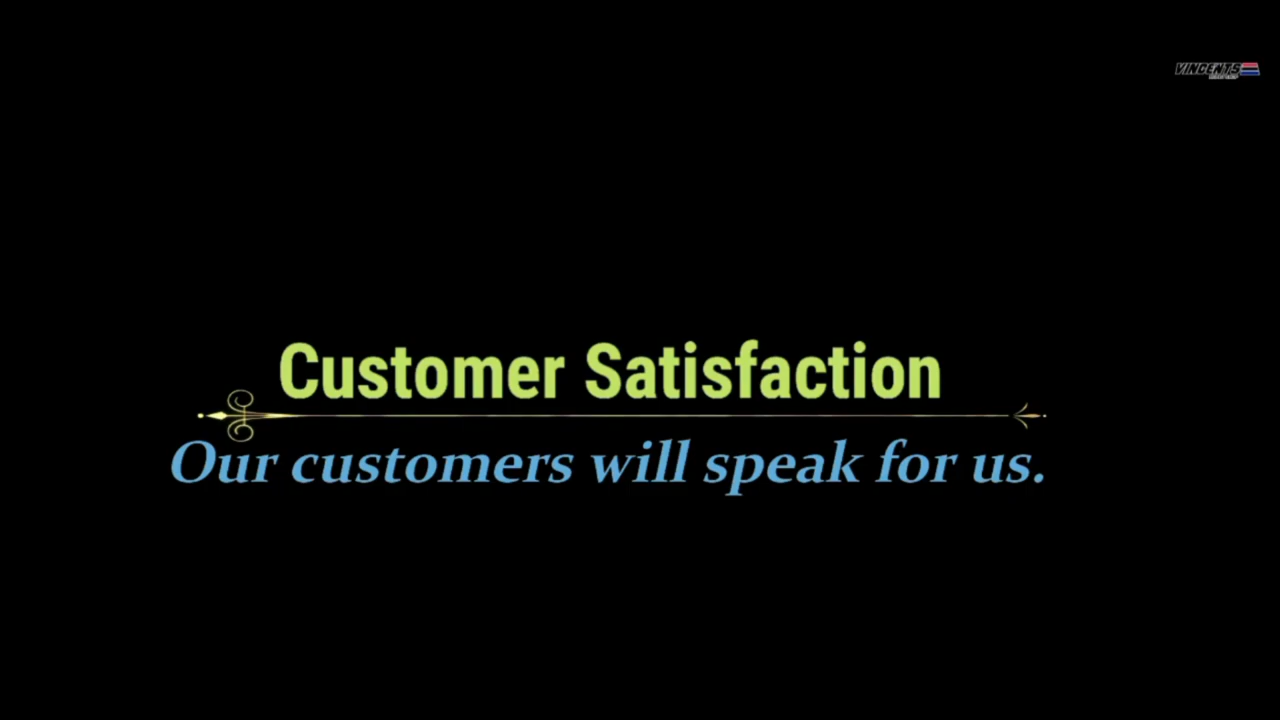 VINCENTS
Customer Satisfaction
Our customers will speak for us.